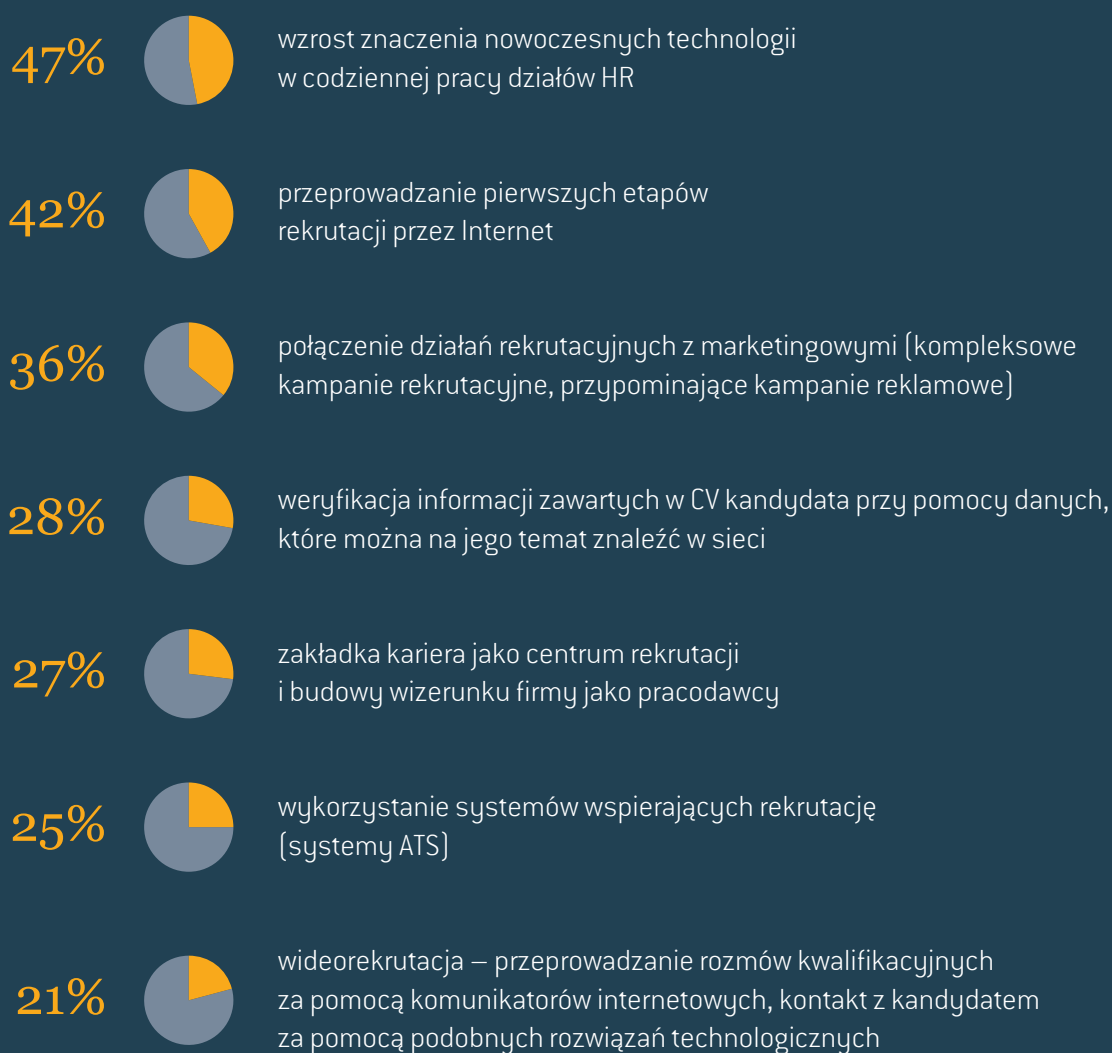 47%
wzrost znaczenia nowoczesnych technologii
w codziennej pracy działów HR
42%
przeprowadzanie pierwszych etapów
rekrutacji przez Internet
36%
połączenie działań rekrutacyjnych z marketingowymi (kompleksowe
kampanie rekrutacyjne, przypominające kampanie reklamowe)
28%
weryfikacja informacji zawartych w CV kandydata przy pomocy danych,
które można na jego temat znaleźć w sieci
27%
zakładka kariera jako centrum rekrutacji
i budowy wizerunku firmy jako pracodawcy
25%
wykorzystanie systemów wspierających rekrutację
(systemy ATS)
21%
wideorekrutacja – przeprowadzanie rozmów kwalifikacyjnych
za pomocą komunikatorów internetowych, kontakt z kandydatem
za pomocą podobnych rozwiązań technologicznych